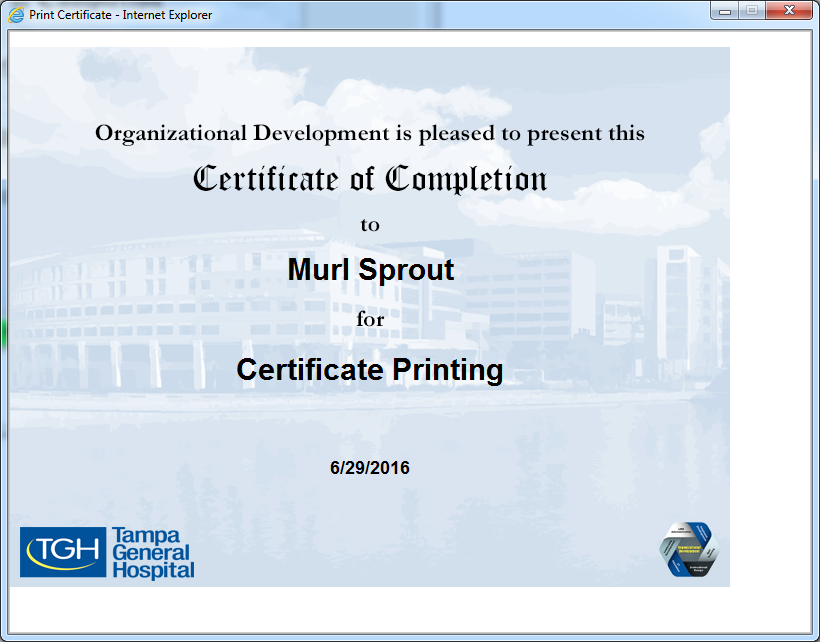 Print Certificate - Internet Explorer
Organizational Development is pleased to present this
Certificate of Completion
to
Murl Sprout
for
Certificate Printing
6/29/2016
TGH
Tampa
General
Hospital